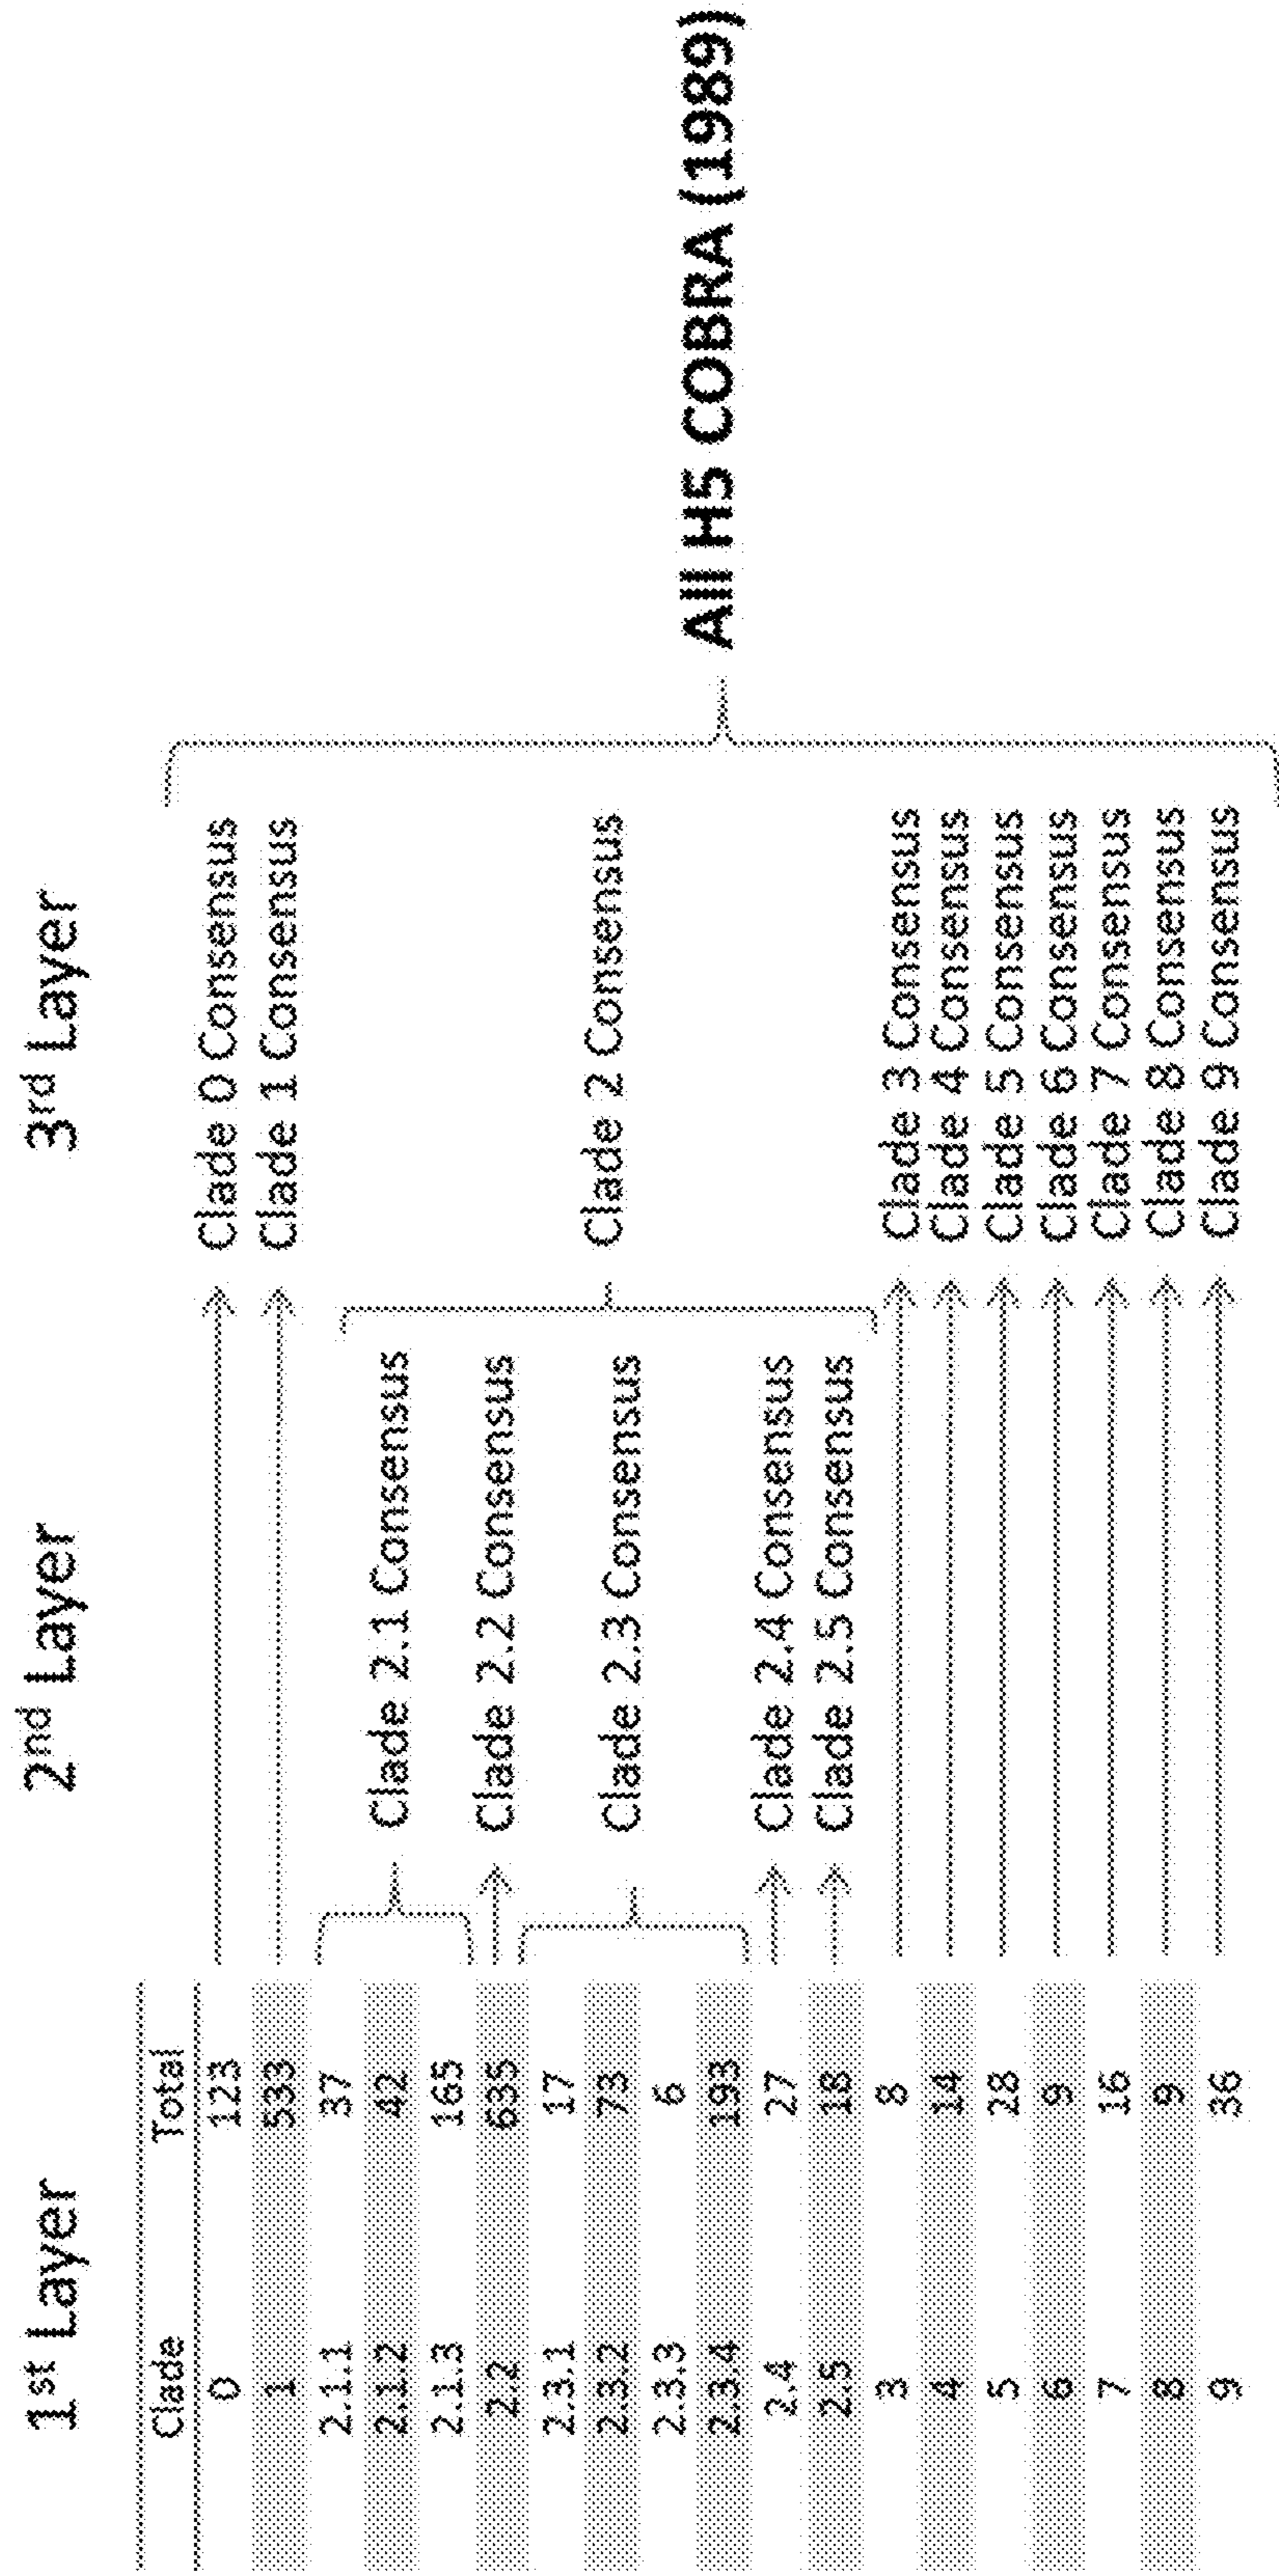 1st Layer 2nd Layer 3rd Layer
Clade Total
0 123 Clade 0 Consensus
1 533 Clade 1 Consensus
2.1.1 37
2.1.2 42 Clade 2.1 Consensus
2.1.3 165
2.2 635 Clade 2.2 Consensus
2.3.1 17
2.3.2 73 Clade 2.3 Consensus Clade 2 Consensus
2.3.3 6
2.3.4 193
All H5 COBRA (1989)
2.4 27 Clade 2.4 Consensus
2.5 18 Clade 2.5 Consensus
3 8 Clade 3 Consensus
4 14 Clade 4 Consensus
5 28 Clade 5 Consensus
6 9 Clade 6 Consensus
7 16 Clade 7 Consensus
8 9 Clade 8 Consensus
9 36 Clade 9 Consensus